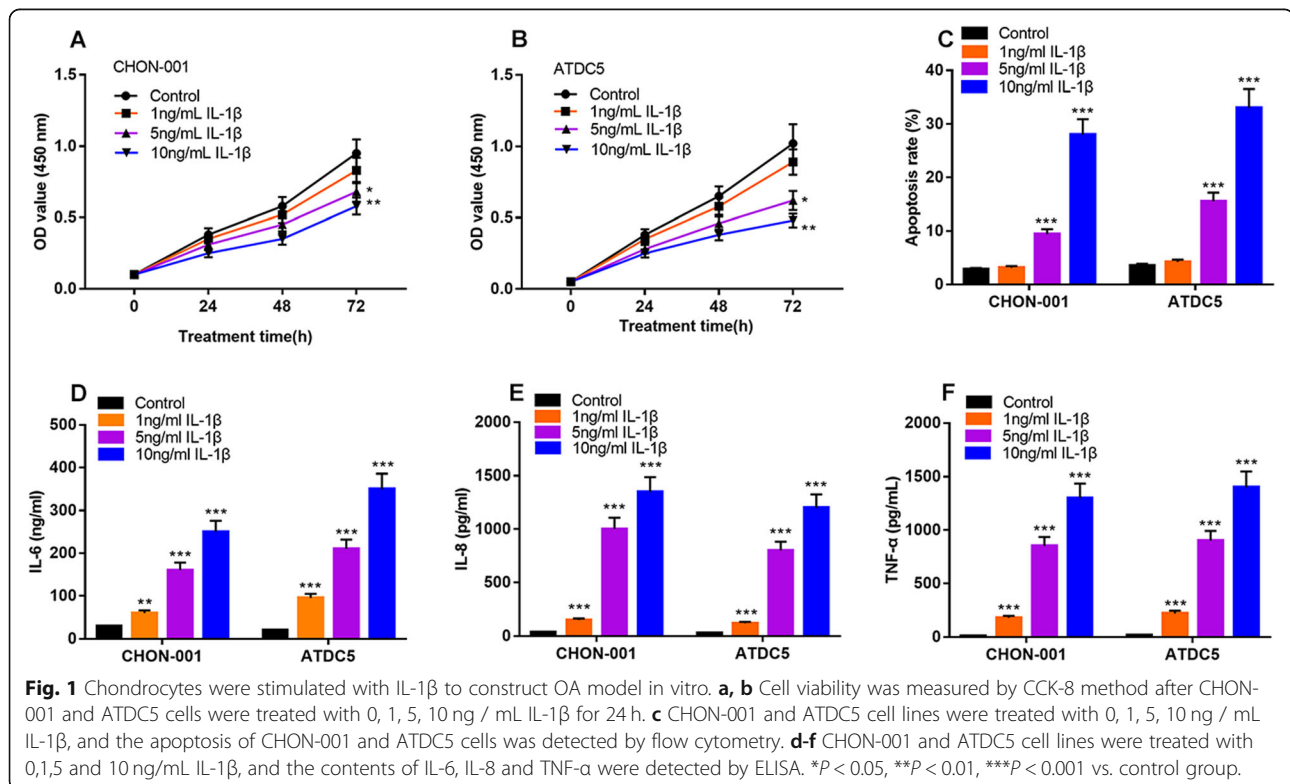 A
CHON-001
Control
1ng/mL IL-1β
5ng/mL IL-1β
10ng/mL IL-1β
OD value (450 nm)
1.5
1.0
0.5
0.0
*
**
0 24 48 72
Treatment time(h)
B
ATDC5
Control
1ng/mL IL-1β
5ng/mL IL-1β
10ng/mL IL-1β
OD value (450 nm)
1.5
1.0
0.5
0.0
*
**
0 24 48 72
Treatment time(h)
C
Control
1ng/ml IL-1β
5ng/ml IL-1β
10ng/ml IL-1β
Apoptosis rate (%)
40
30
20
10
0
*** *** *** ***
CHON-001 ATDC5
D
Control
1ng/ml IL-1β
5ng/ml IL-1β
10ng/ml IL-1β
IL-6 (ng/ml)
500
400
300
200
100
0
** *** *** *** *** ***
CHON-001 ATDC5
E
Control
1ng/ml IL-1β
5ng/ml IL-1β
10ng/ml IL-1β
IL-8 (pg/ml)
2000
1500
1000
500
0
*** *** *** *** *** ***
CHON-001 ATDC5
F
Control
1ng/ml IL-1β
5ng/ml IL-1β
10ng/ml IL-1β
TNF-α (pg/mL)
2000
1500
1000
500
0
*** *** *** *** *** ***
CHON-001 ATDC5
Fig. 1 Chondrocytes were stimulated with IL-1β to construct OA model in vitro. a, b Cell viability was measured by CCK-8 method after CHON-
001 and ATDC5 cells were treated with 0, 1, 5, 10 ng / mL IL-1β for 24 h. c CHON-001 and ATDC5 cell lines were treated with 0, 1, 5, 10 ng / mL
IL-1β, and the apoptosis of CHON-001 and ATDC5 cells was detected by flow cytometry. d-f CHON-001 and ATDC5 cell lines were treated with
0,1,5 and 10 ng/mL IL-1β, and the contents of IL-6, IL-8 and TNF-α were detected by ELISA. *P < 0.05, **P < 0.01, ***P < 0.001 vs. control group.